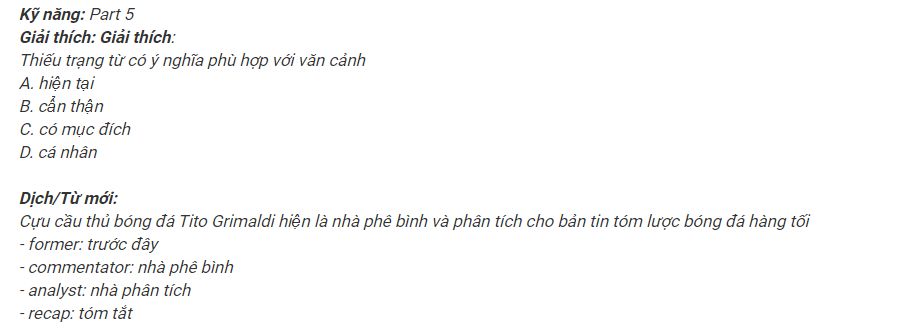 Kỹ năng: Part 5
Giải thích: Giải thích:
Thiếu trạng từ có ý nghĩa phù hợp với văn cảnh
A. hiện tại
B. cẩn thận
C. có mục đích
D. cá nhân
Dịch/Từ mới:
Cựu cầu thủ bóng đá Tito Grimaldi hiện là nhà phê bình và phân tích cho bản tin tóm lược bóng đá hàng tối
- former: trước đây
- commentator: nhà phê bình
- analyst: nhà phân tích
- recap: tóm tắt